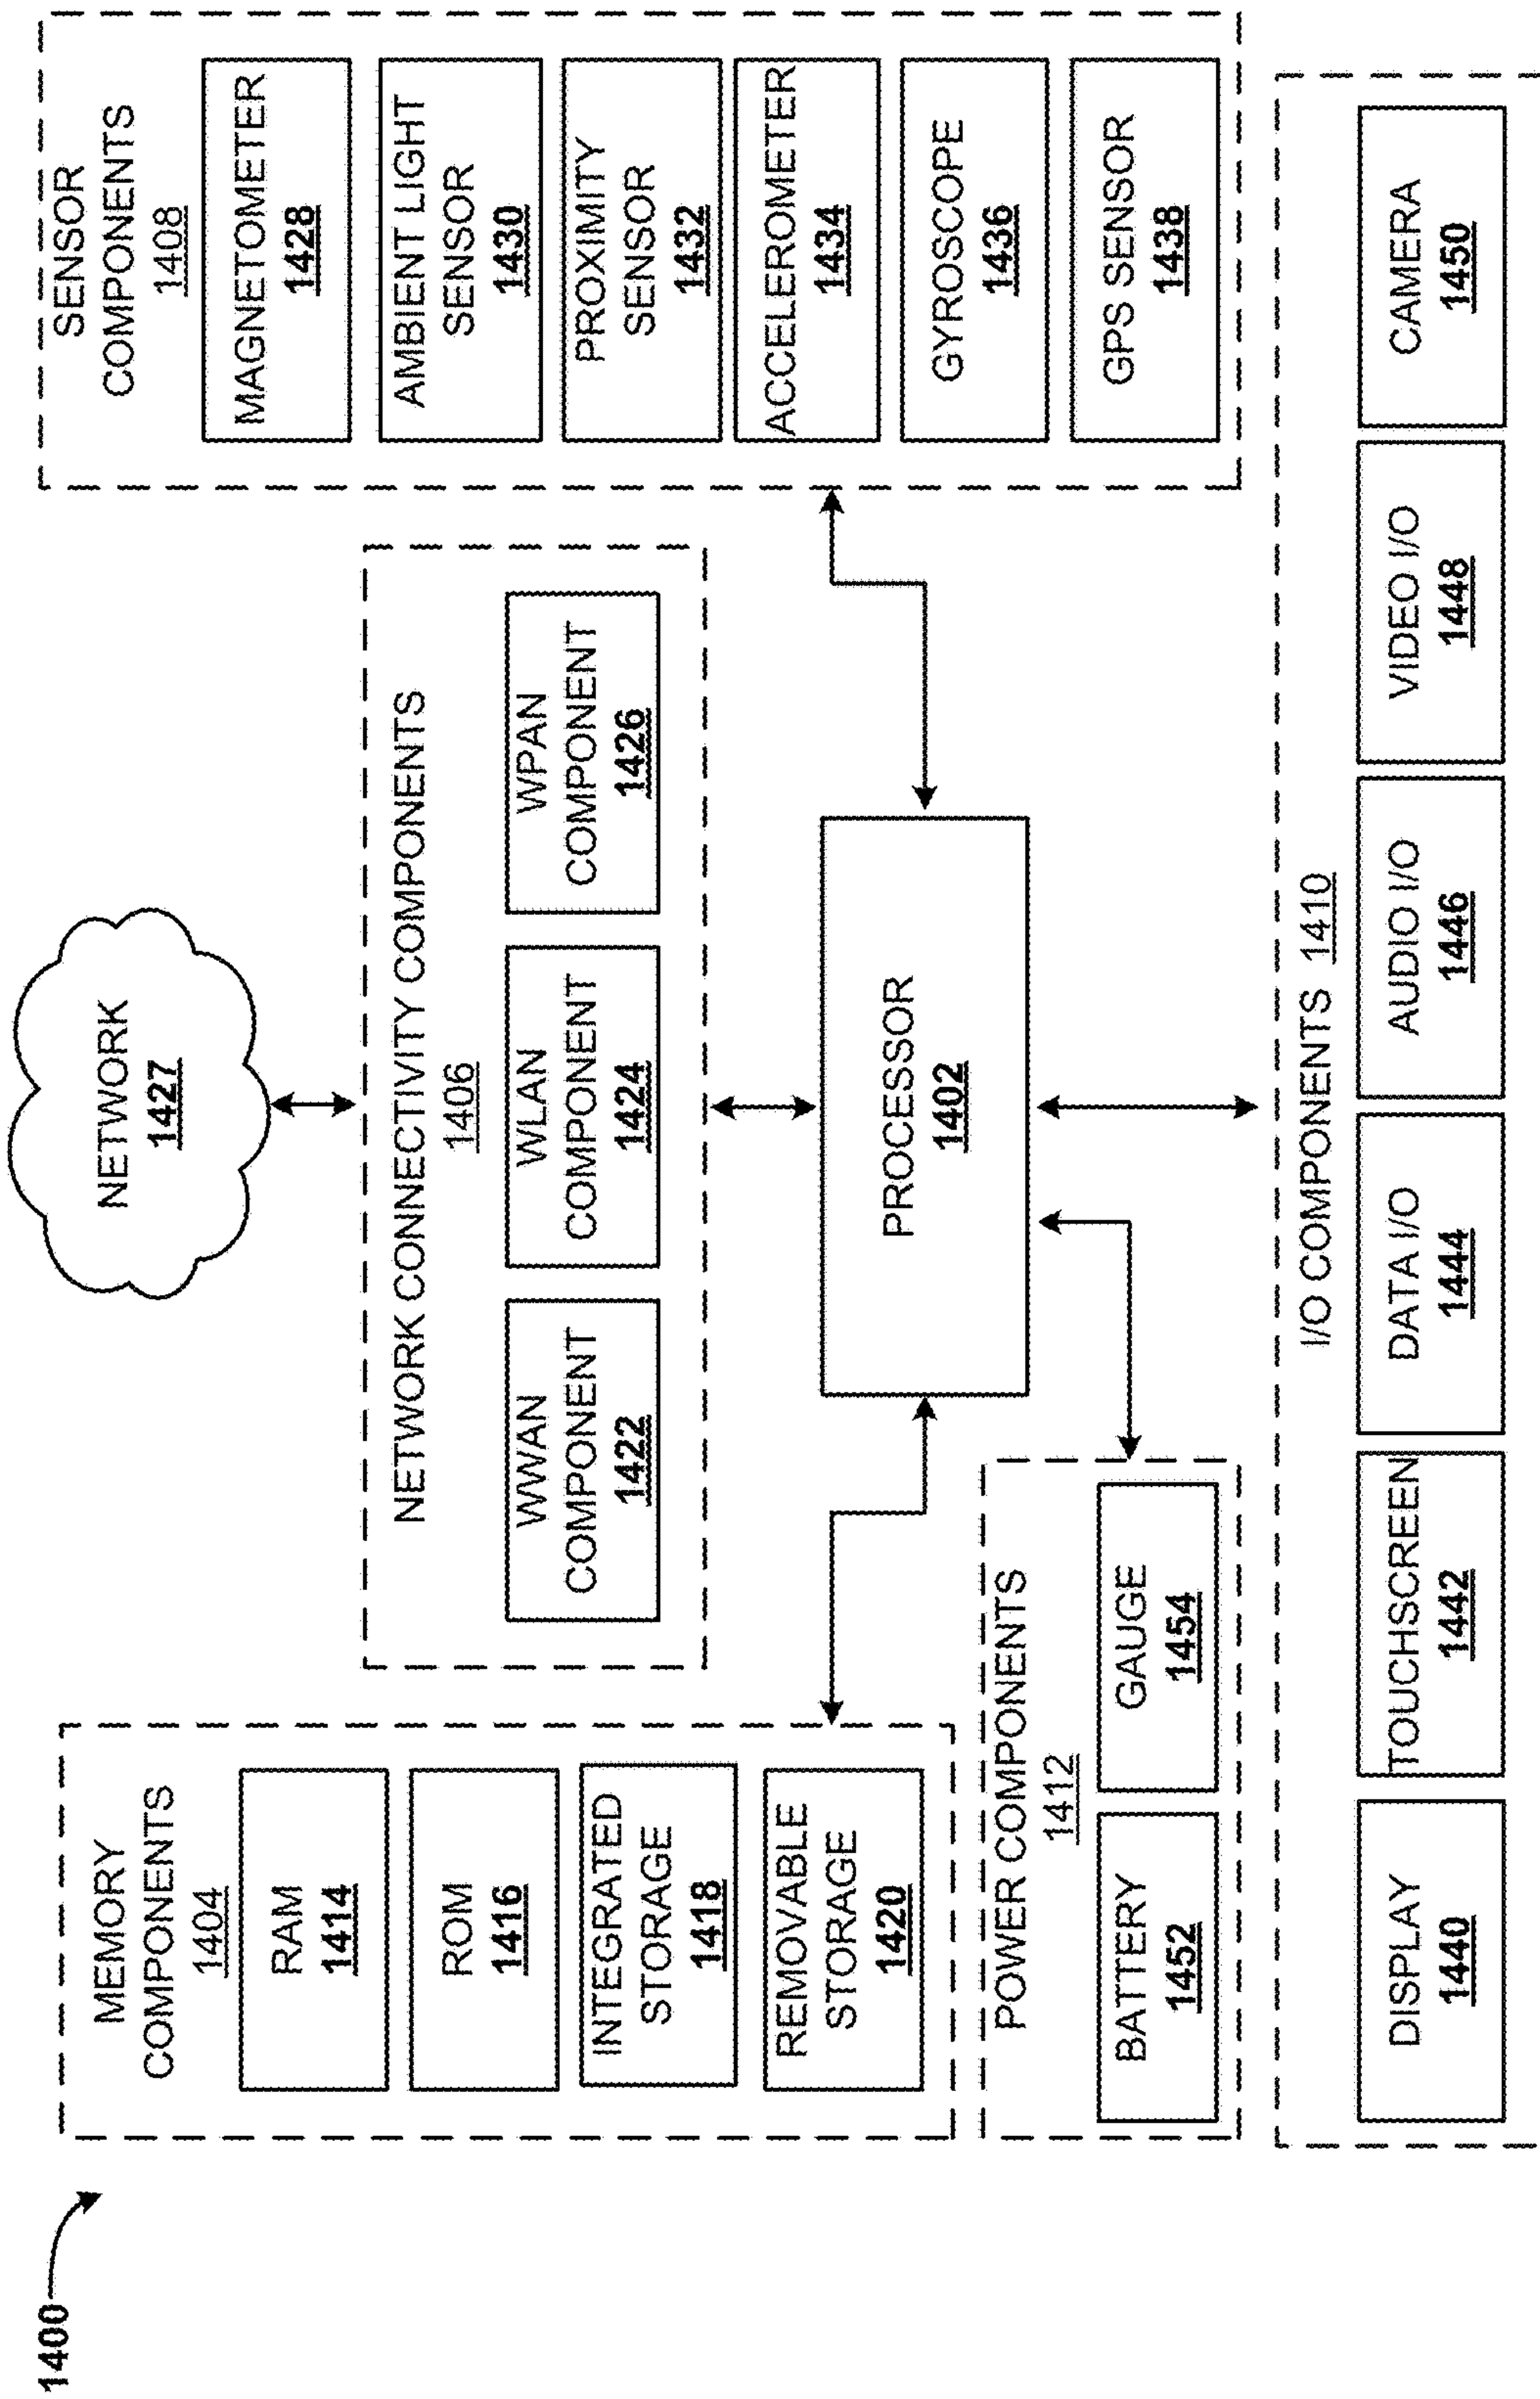 1400
MEMORY
COMPONENTS
1404
RAM
1414
ROM
1416
INTEGRATED
STORAGE
1418
REMOVABLE
STORAGE
1420
POWER COMPONENTS
1412
BATTERY
1452
GAUGE
1454
NETWORK
1427
NETWORK CONNECTIVITY COMPONENTS
1406
WWAN
COMPONENT
1422
WLAN
COMPONENT
1424
WPAN
COMPONENT
1426
PROCESSOR
1402
SENSOR
COMPONENTS
1408
MAGNETOMETER
1428
AMBIENT LIGHT
SENSOR
1430
PROXIMITY
SENSOR
1432
ACCELEROMETER
1434
GYROSCOPE
1436
GPS SENSOR
1438
I/O COMPONENTS 1410
DISPLAY
1440
TOUCHSCREEN
1442
DATA I/O
1444
AUDIO I/O
1446
VIDEO I/O
1448
CAMERA
1450